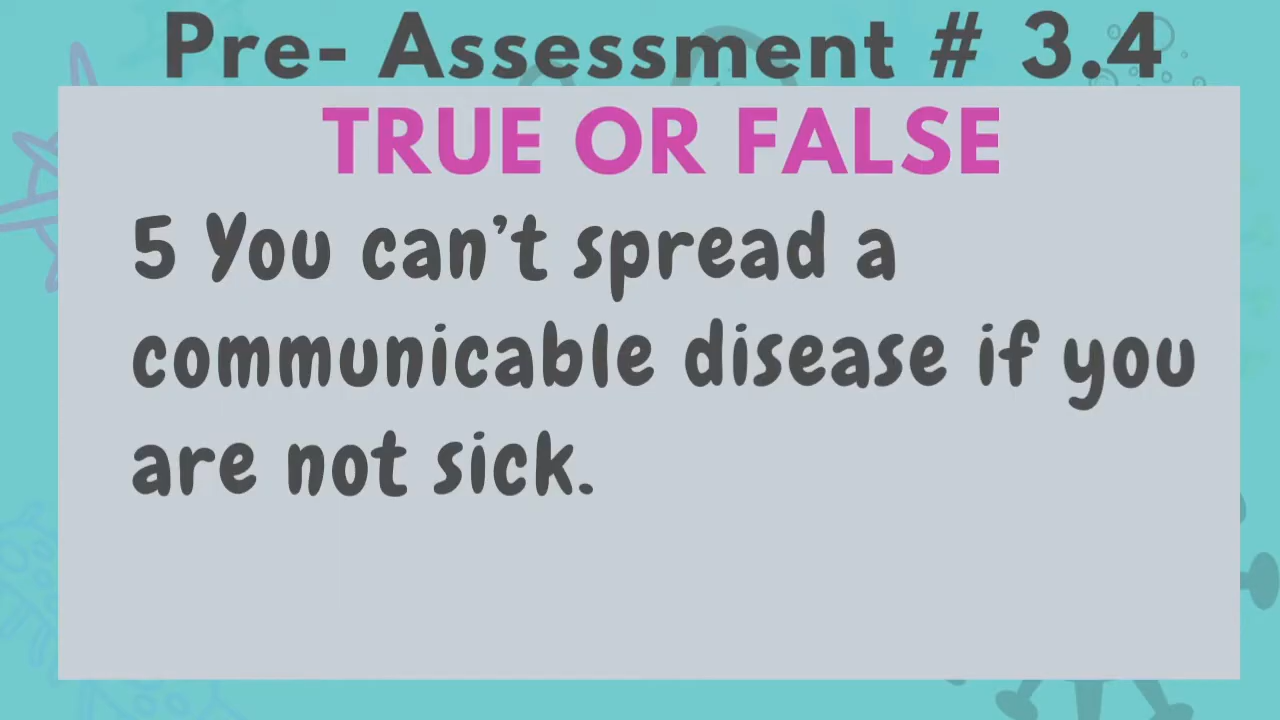 Pre- Assessment # 3.4
TRUE OR FALSE
5 You can’t spread a
communicable disease if you
are not sick.